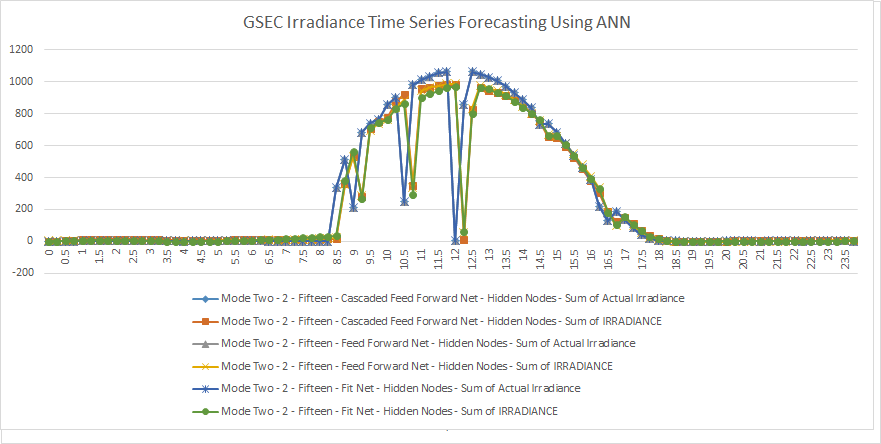 GSEC Irradiance Time Series Forecasting Using ANN
1200
1000
800
600
400
200
0
-200
0 0.5 1 1.5 2 2.5 3 3.5 4 4.5 5 5.5 6 6.5 7 7.5 8 8.5 9 9.5 10 10.5 11 11.5 12 12.5 13 13.5 14 14.5 15 15.5 16 16.5 17 17.5 18 18.5 19 19.5 20 20.5 21 21.5 22 22.5 23 23.5
Mode Two - 2 - Fifteen - Cascaded Feed Forward Net - Hidden Nodes - Sum of Actual Irradiance
Mode Two - 2 - Fifteen - Cascaded Feed Forward Net - Hidden Nodes - Sum of IRRADIANCE
Mode Two - 2 - Fifteen - Feed Forward Net - Hidden Nodes - Sum of Actual Irradiance
Mode Two - 2 - Fifteen - Feed Forward Net - Hidden Nodes - Sum of IRRADIANCE
Mode Two - 2 - Fifteen - Fit Net - Hidden Nodes - Sum of Actual Irradiance
Mode Two - 2 - Fifteen - Fit Net - Hidden Nodes - Sum of IRRADIANCE